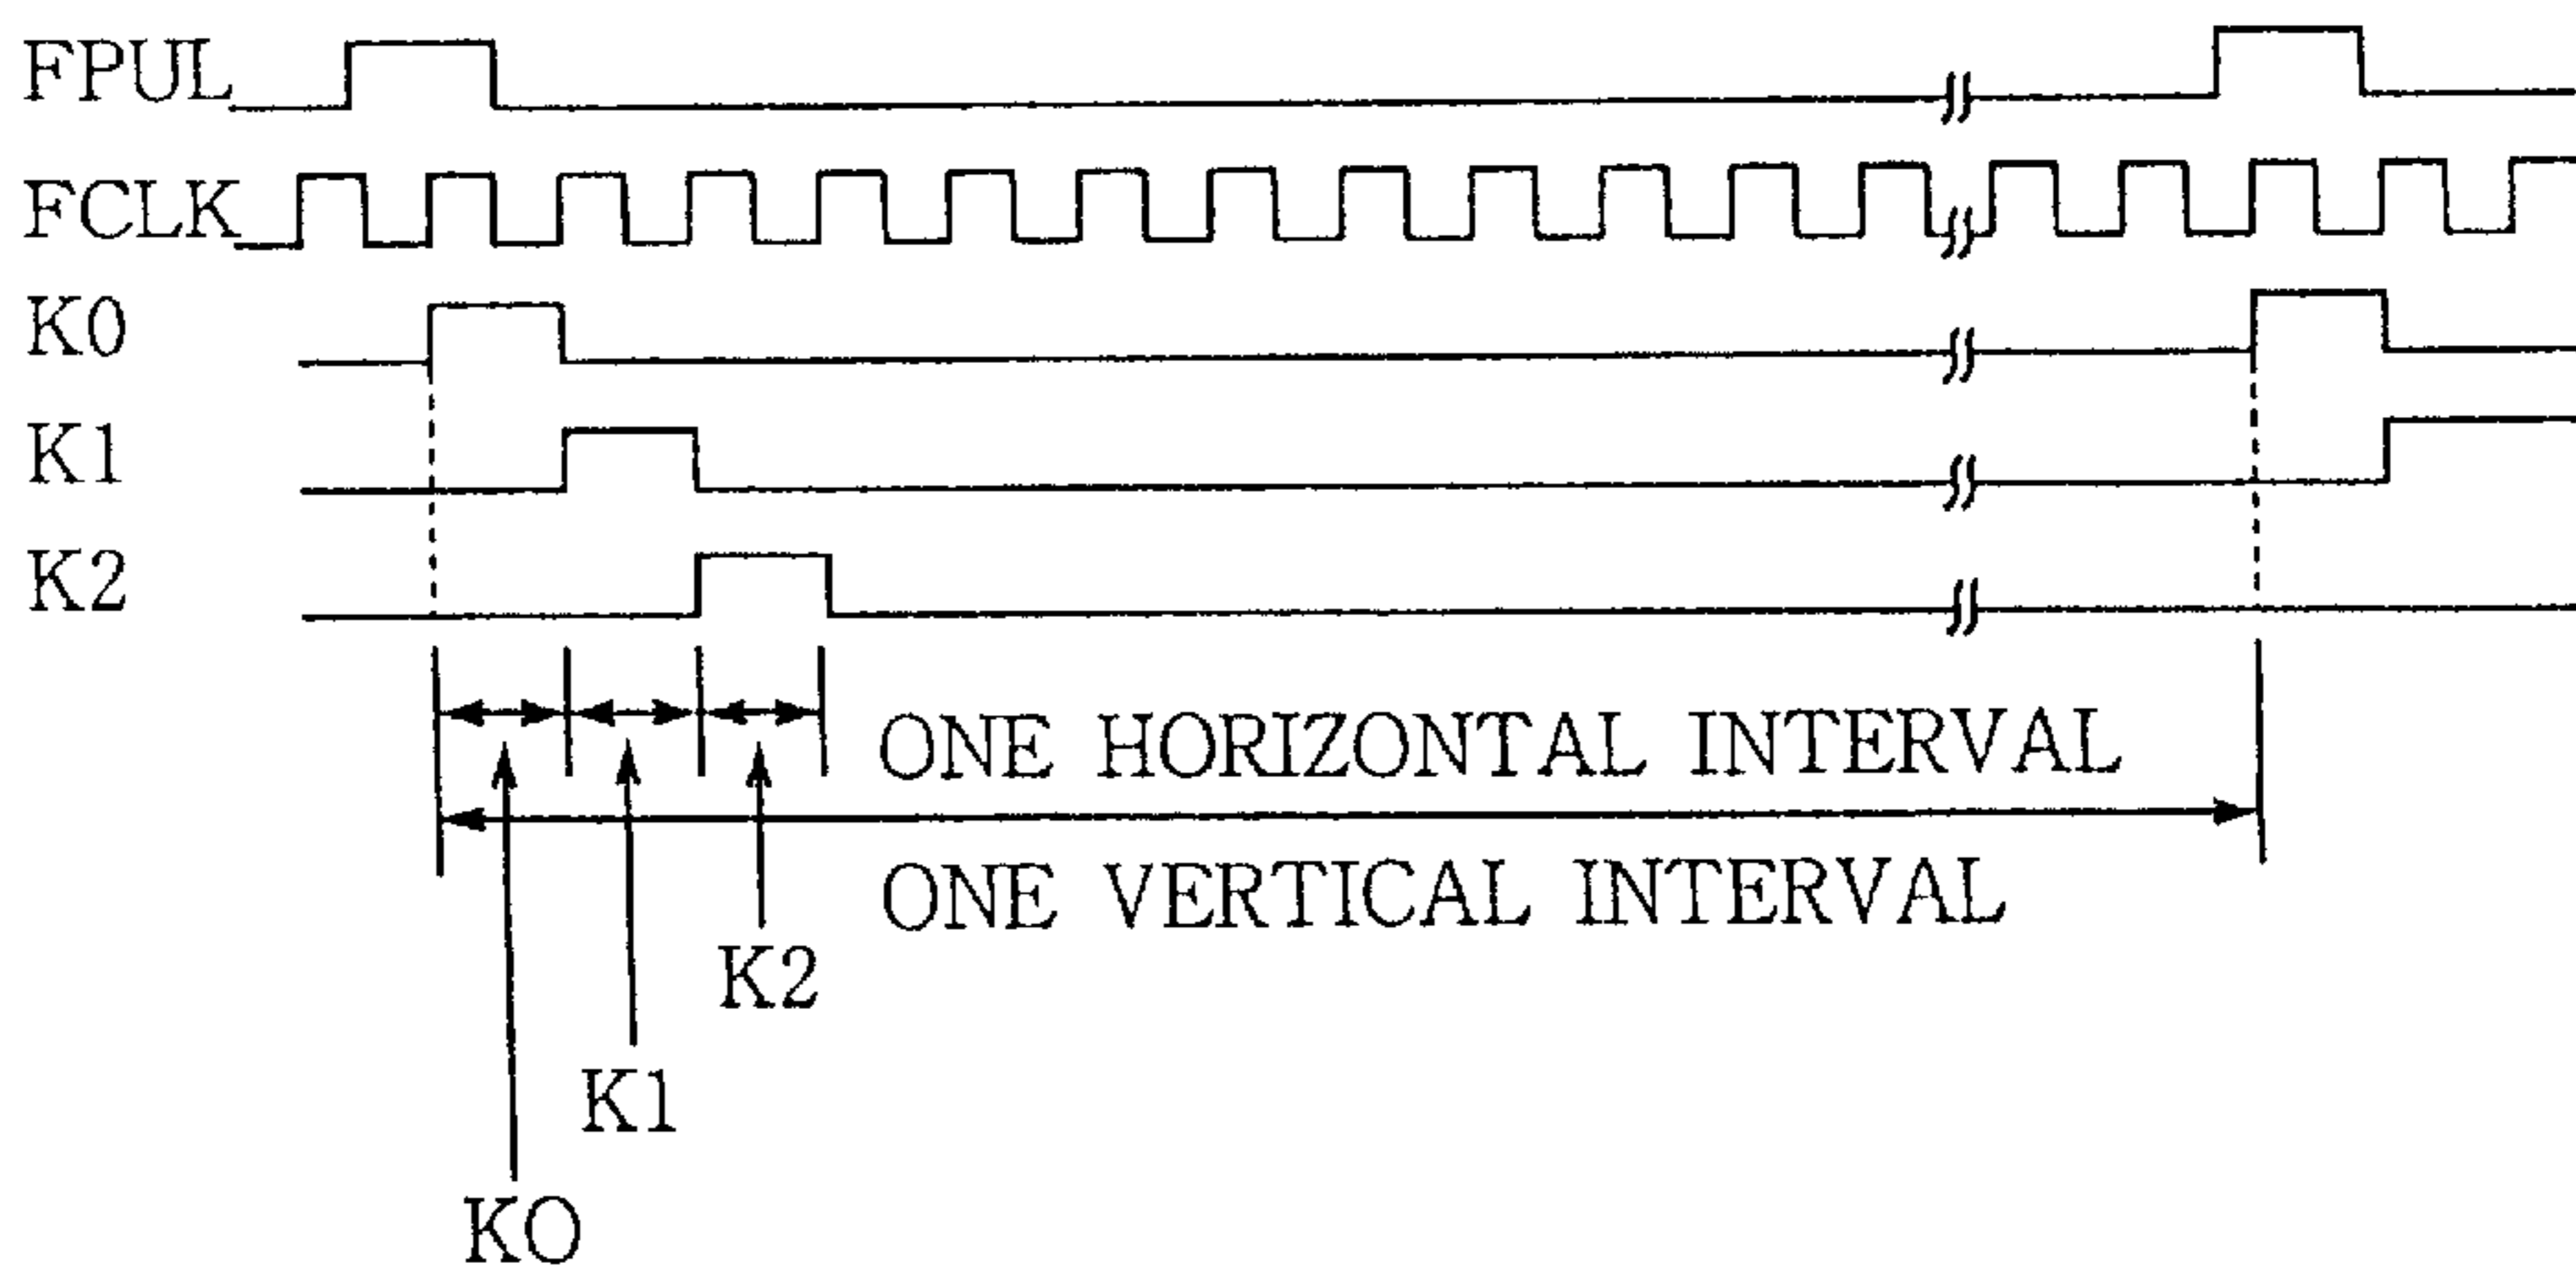 FPUL
FCLK
K0
K1
K2
ONE HORIZONTAL INTERVAL
ONE VERTICAL INTERVAL
K2
K1
KO